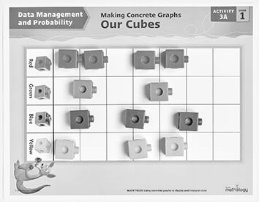 Data Management
and Probability
Making Concrete Graphs
Our Cubes
ACTIVITY
3A
1
Red
Green
Blue
Yellow